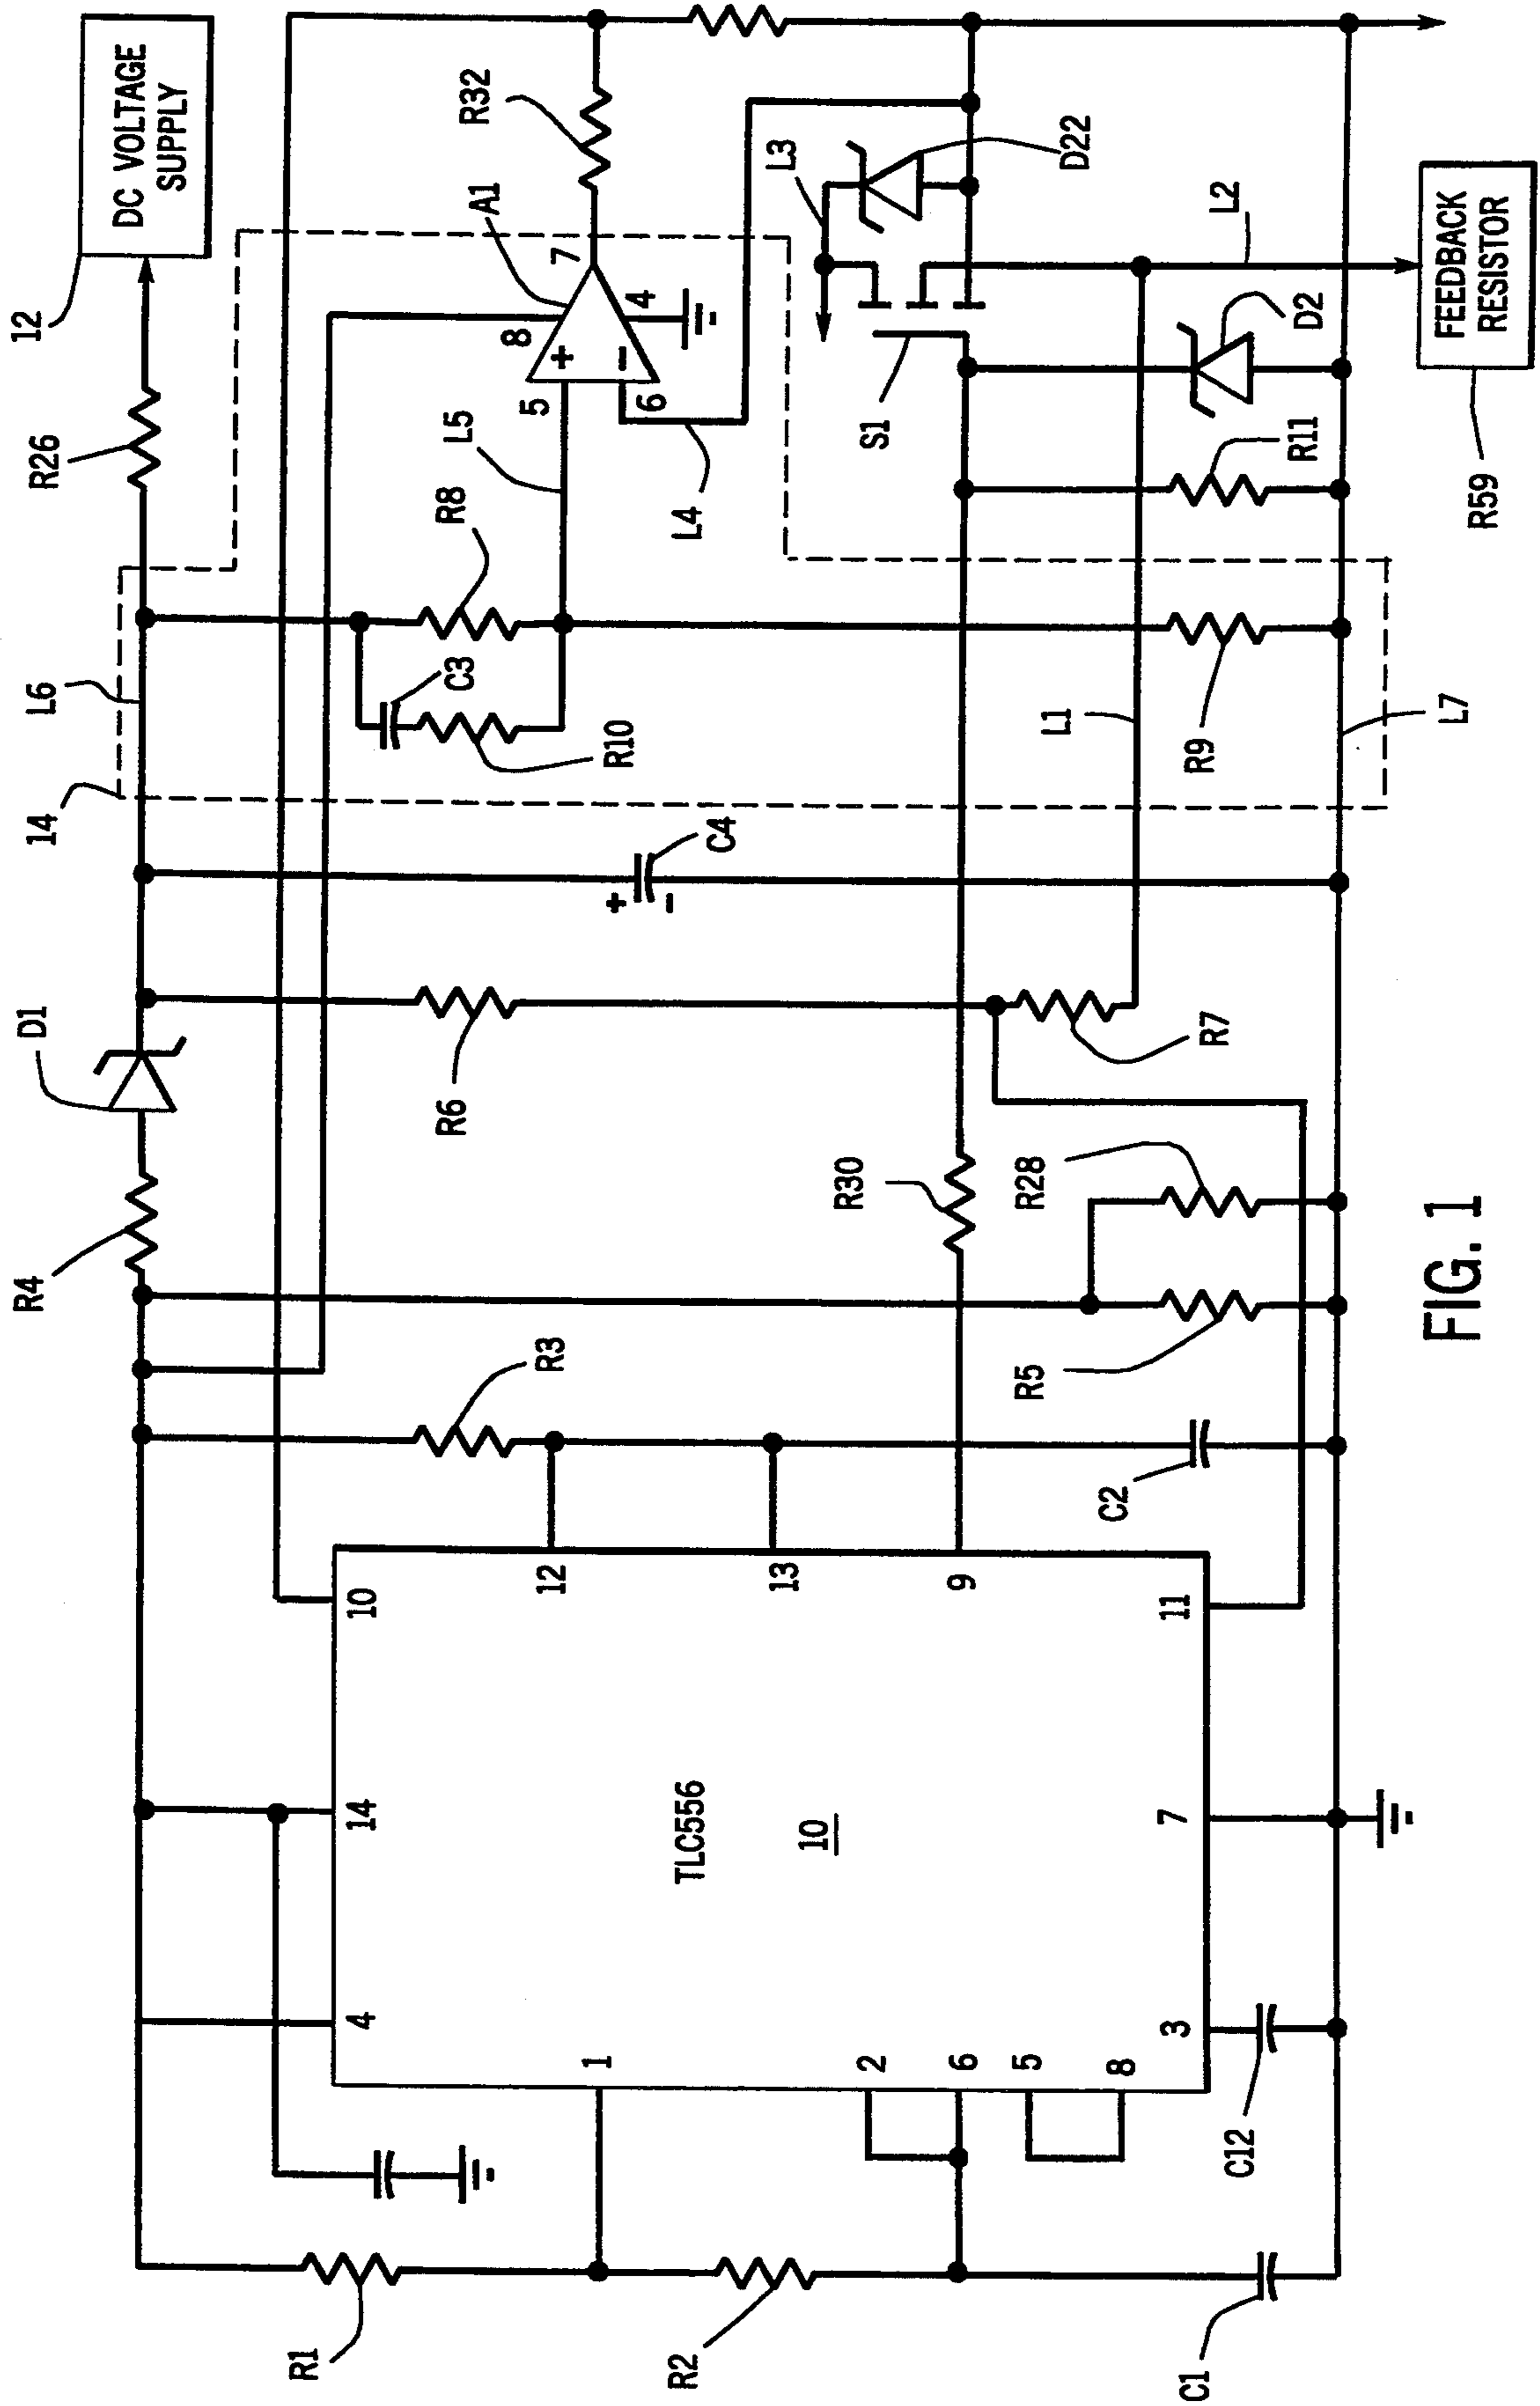 12
DC VOLTAGE
SUPPLY
R26
L6
14
D1
R4
R32
A1
7
8
4
+
−
5
6
L5
L4
R8
C3
R10
L3
D22
S1
L2
D2
R11
R9
L1
L7
FEEDBACK
RESISTOR
R59
+
−
C4
R6
R7
R30
R28
R5
R3
C2
10
12
13
9
11
14
4
TLC556
10
7
3
1
2
6
5
8
C12
R1
R2
C1
FIG. 1